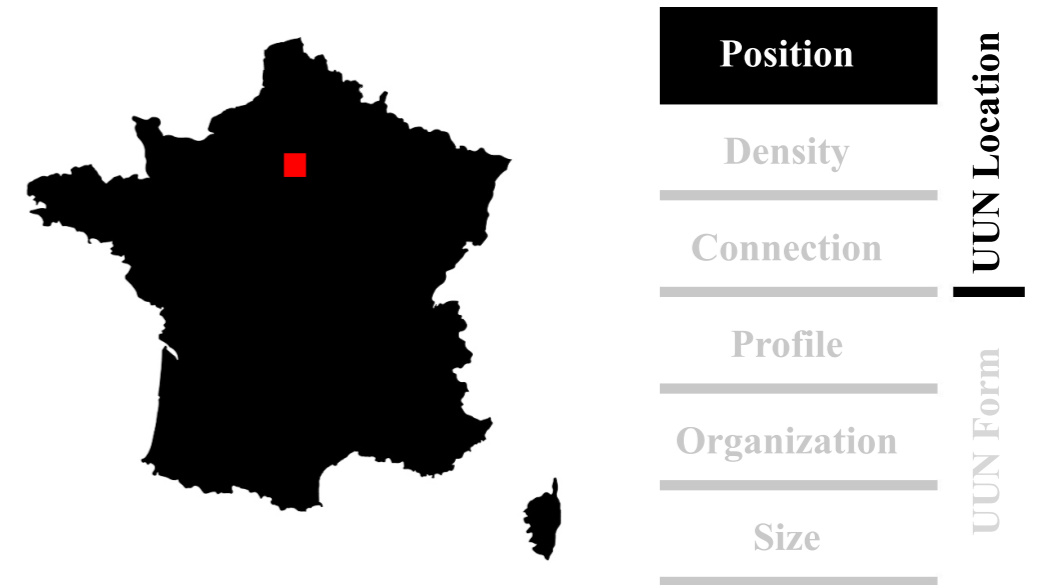 Position
Density
Connection
Profile
Organization
Size
UUN Location
UUN Form